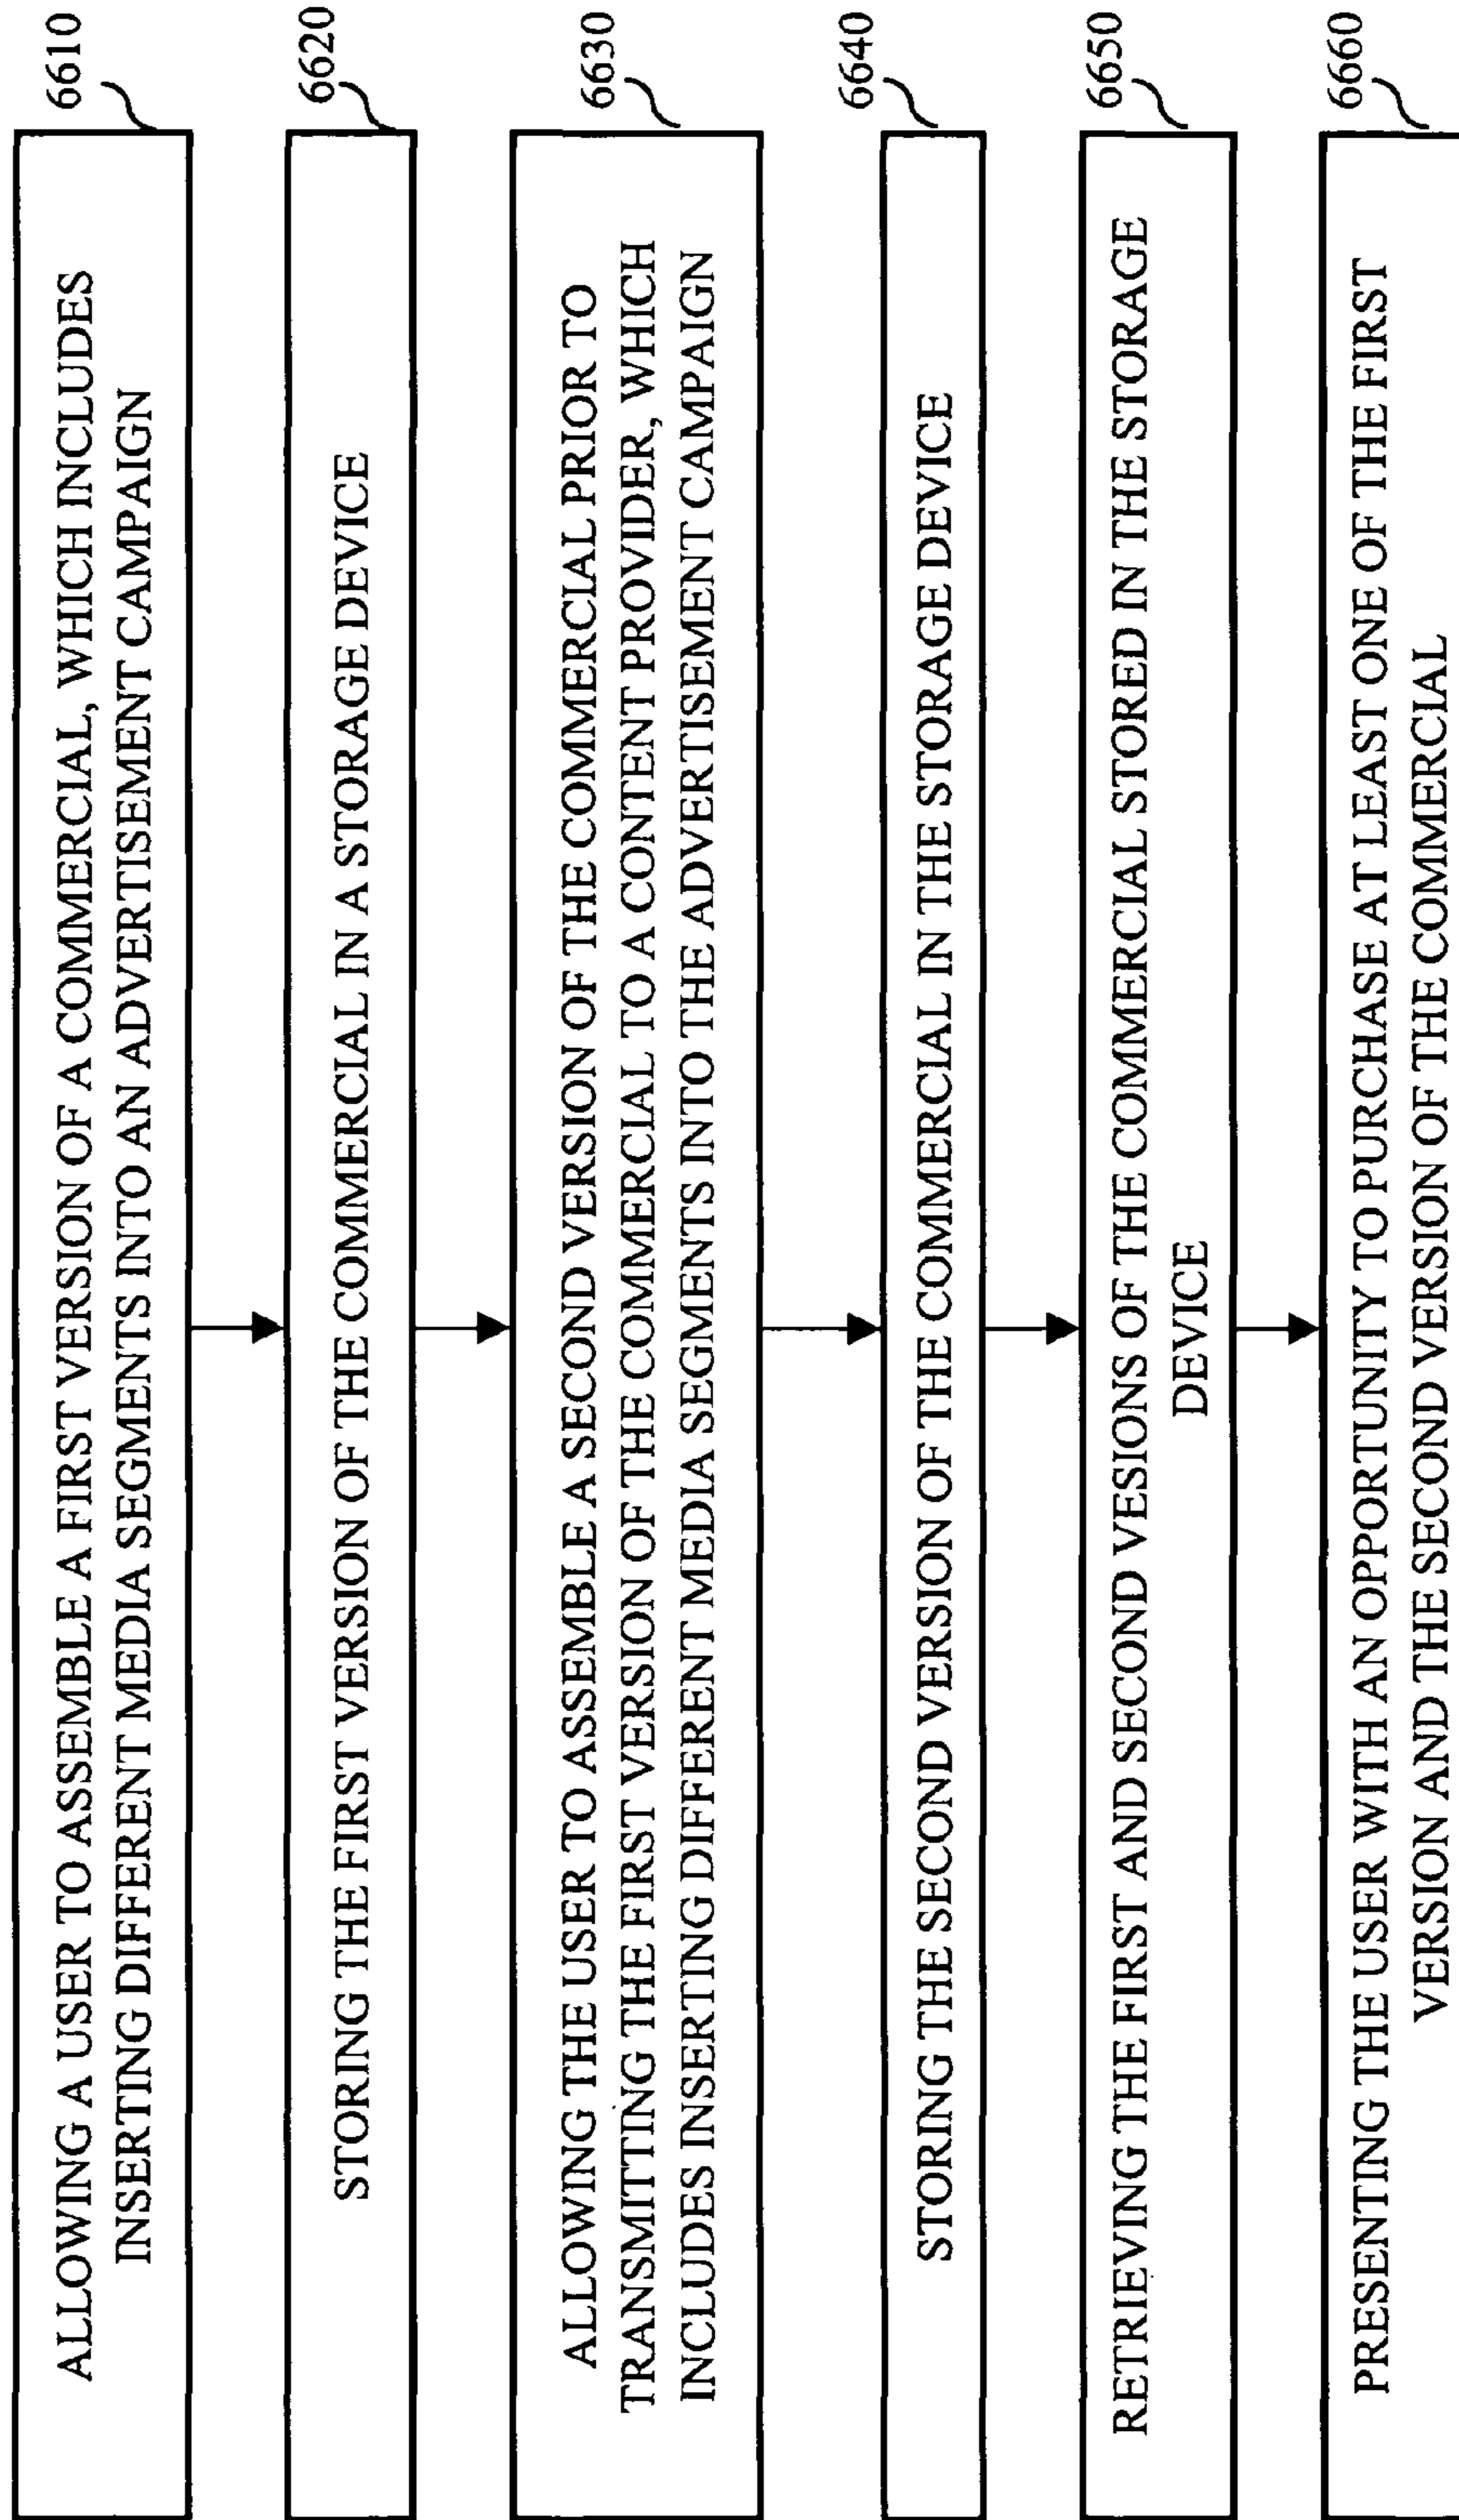 6610
ALLOWING A USER TO ASSEMBLE A FIRST VERSION OF A COMMERCIAL, WHICH INCLUDES
INSERTING DIFFERENT MEDIA SEGMENTS INTO AN ADVERTISEMENT CAMPAIGN
6620
STORING THE FIRST VERSION OF THE COMMERCIAL IN A STORAGE DEVICE
6630
ALLOWING THE USER TO ASSEMBLE A SECOND VERSION OF THE COMMERCIAL PRIOR TO
TRANSMITTING THE FIRST VERSION OF THE COMMERCIAL TO A CONTENT PROVIDER, WHICH
INCLUDES INSERTING DIFFERENT MEDIA SEGMENTS INTO THE ADVERTISEMENT CAMPAIGN
6640
STORING THE SECOND VERSION OF THE COMMERCIAL IN THE STORAGE DEVICE
6650
RETRIEVING THE FIRST AND SECOND VESIONS OF THE COMMERCIAL STORED IN THE STORAGE
DEVICE
6660
PRESENTING THE USER WITH AN OPPORTUNITY TO PURCHASE AT LEAST ONE OF THE FIRST
VERSION AND THE SECOND VERSION OF THE COMMERCIAL